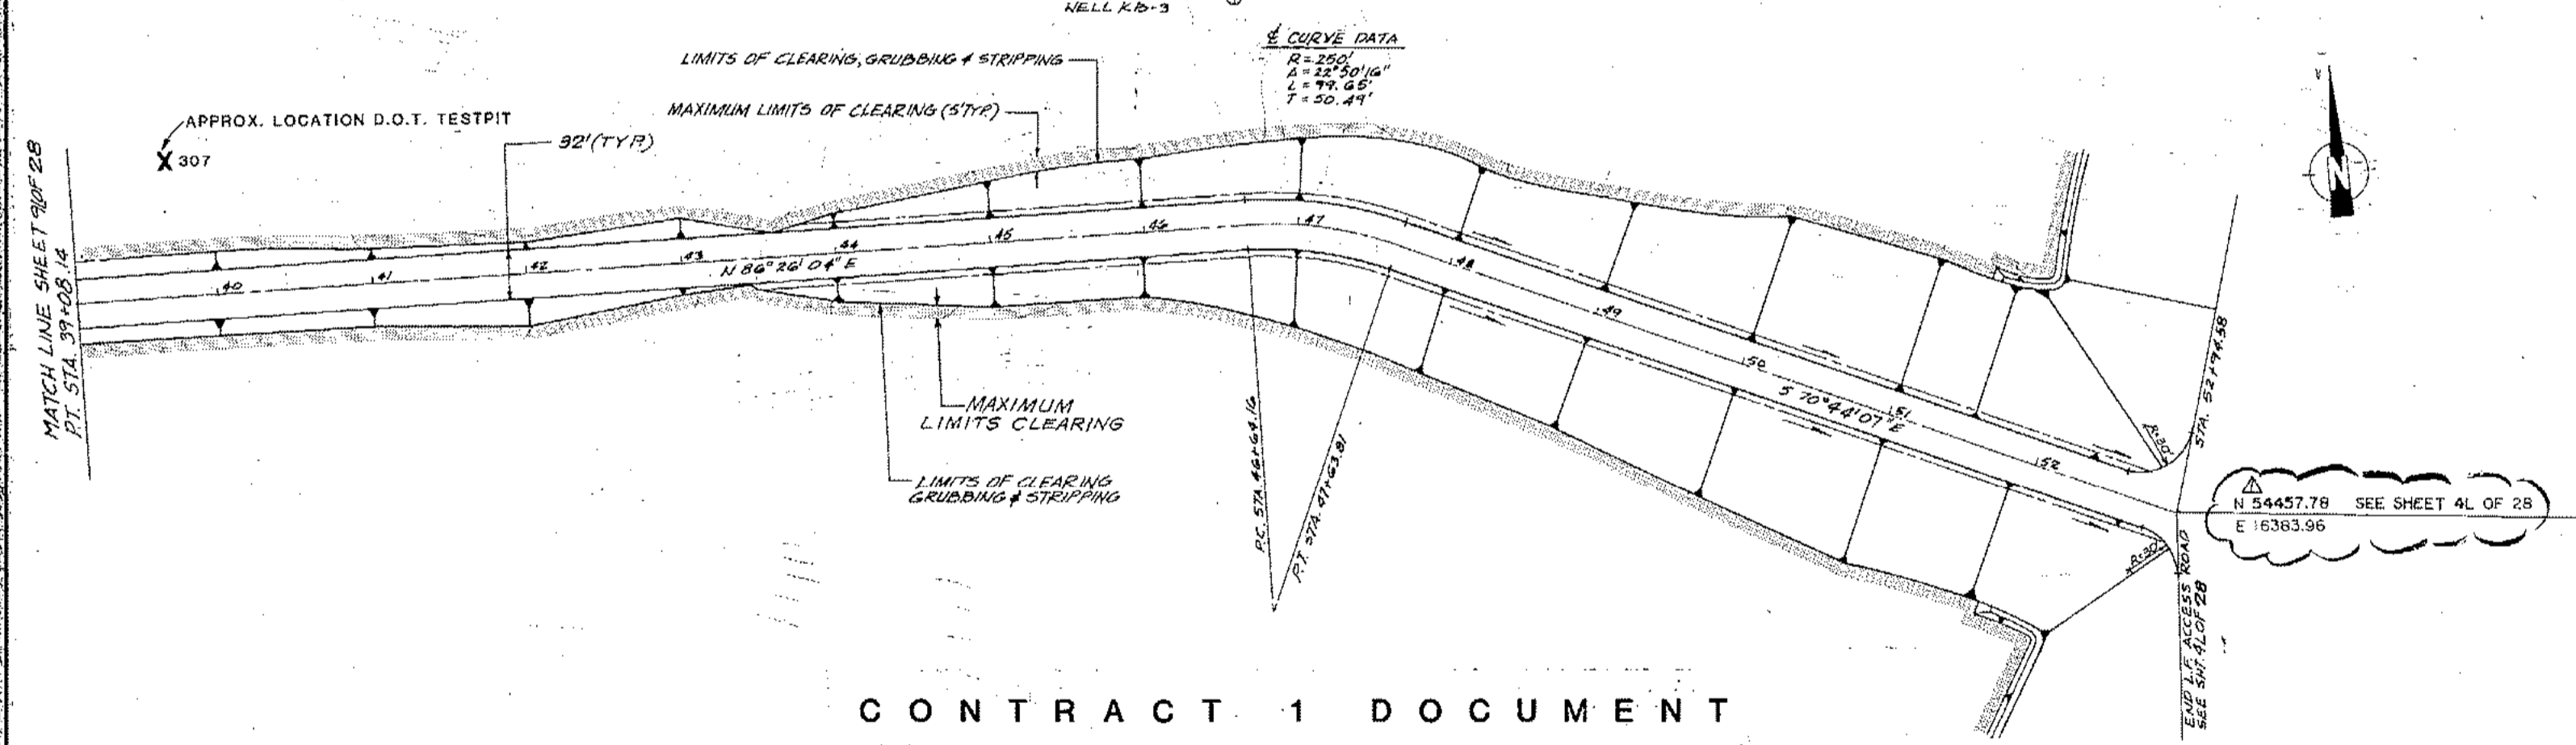 WELL KB-3
₵ CURVE DATA
R=250'
Δ=22°50'16"
L=99.65'
T=50.49'
LIMITS OF CLEARING, GRUBBING & STRIPPING
MAXIMUM LIMITS OF CLEARING (5'TYP.)
APPROX. LOCATION D.O.T. TESTPIT
X 307
32'(TYP.)
MATCH LINE SHEET 9 OF 28
P.T. STA. 39+08.14
N
40
41
42
43
44
45
46
47
48
49
50
51
52
N 86°26'04" E
S 70°44'07" E
MAXIMUM
LIMITS CLEARING
LIMITS OF CLEARING
GRUBBING & STRIPPING
P.C. STA. 46+64.16
P.T. STA. 47+63.81
R=30'
R=30'
STA. 52+94.58
N 54457.78 SEE SHEET 4L OF 28
E 16383.96
END L.F. ACCESS ROAD
SEE SHT. 4L OF 28
CONTRACT 1 DOCUMENT